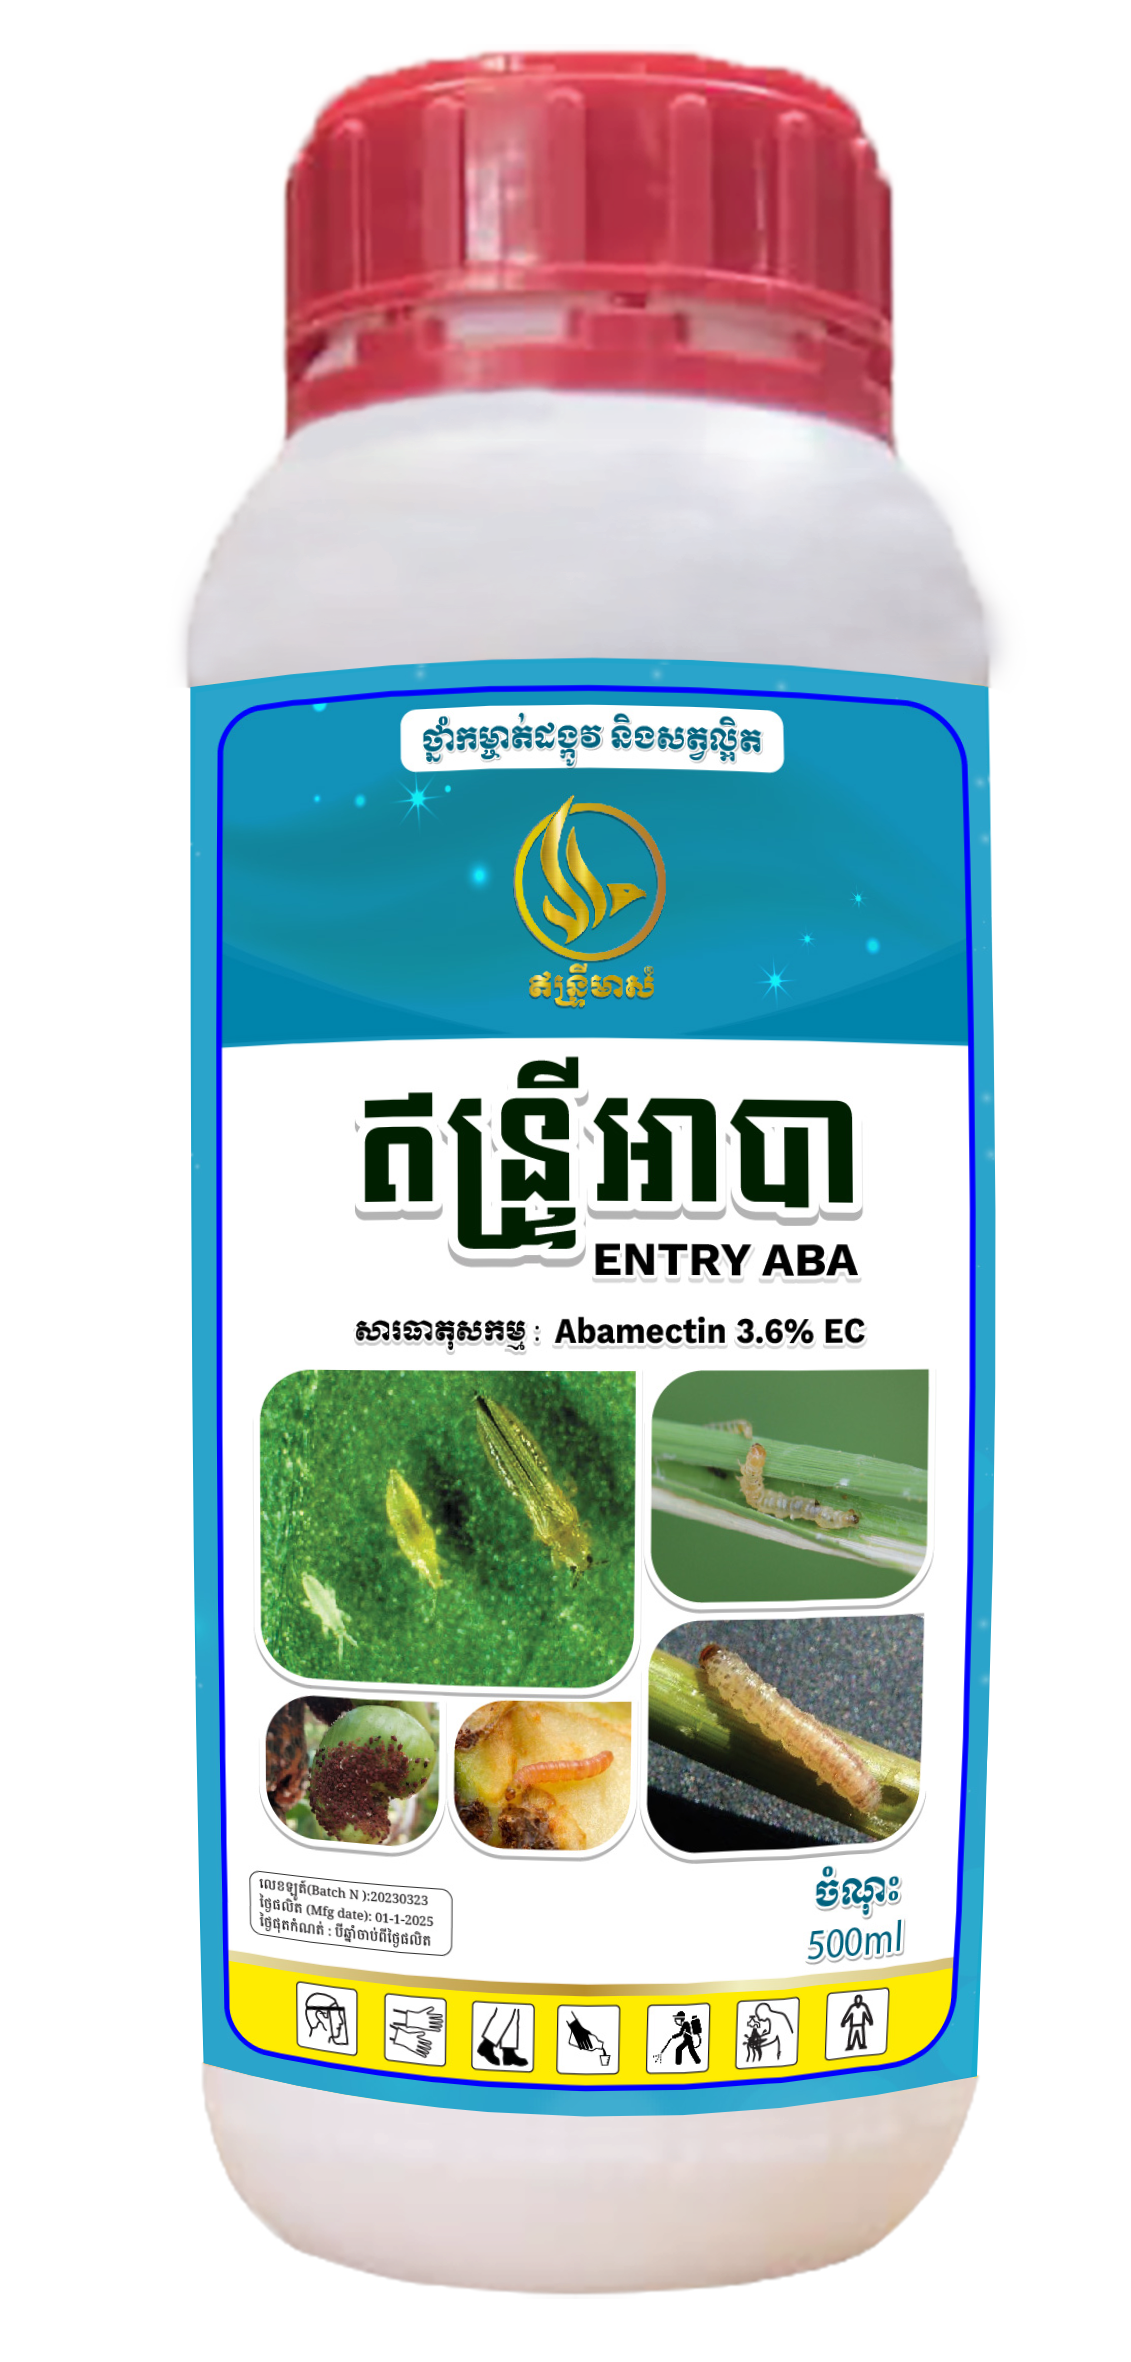 ថ្នាំកម្ចាត់ដង្កូវ និងសត្វល្អិត
ឥន្ទ្រីមាស
ឥន្ទ្រីអាបា
ENTRY ABA
សារធាតុសកម្ម : Abamectin 3.6% EC
លេខឡូត៍(Batch N ):20230323
ថ្ងៃផលិត (Mfg date): 01-1-2025
ថ្ងៃផុតកំណត់ : បីឆ្នាំចាប់ពីថ្ងៃផលិត
ចំណុះ
500ml